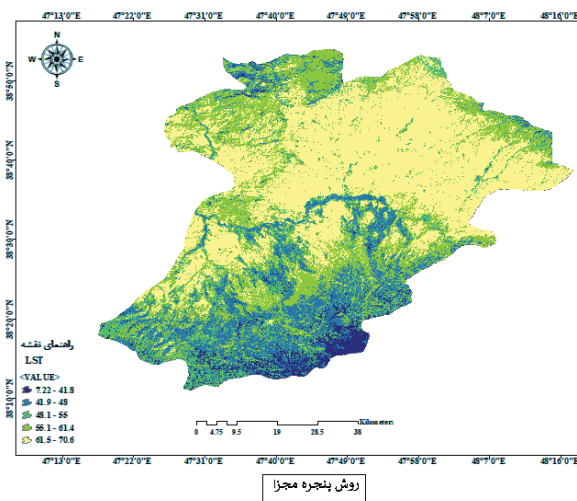 47°13'0"E 47°22'0"E 47°31'0"E 47°40'0"E 47°49'0"E 47°58'0"E 48°7'0"E 48°16'0"E
N
W E
S
38°50'0"N
38°40'0"N
38°30'0"N
38°20'0"N
38°10'0"N
راهنمای نقشه
LST
<VALUE>
7.22 - 41.8
41.9 - 48
48.1 - 55
55.1 - 61.4
61.5 - 70.6
Kilometers
0 4.75 9.5 19 28.5 38
47°13'0"E 47°22'0"E 47°31'0"E 47°40'0"E 47°49'0"E 47°58'0"E 48°7'0"E 48°16'0"E
روش پنجره مجزا